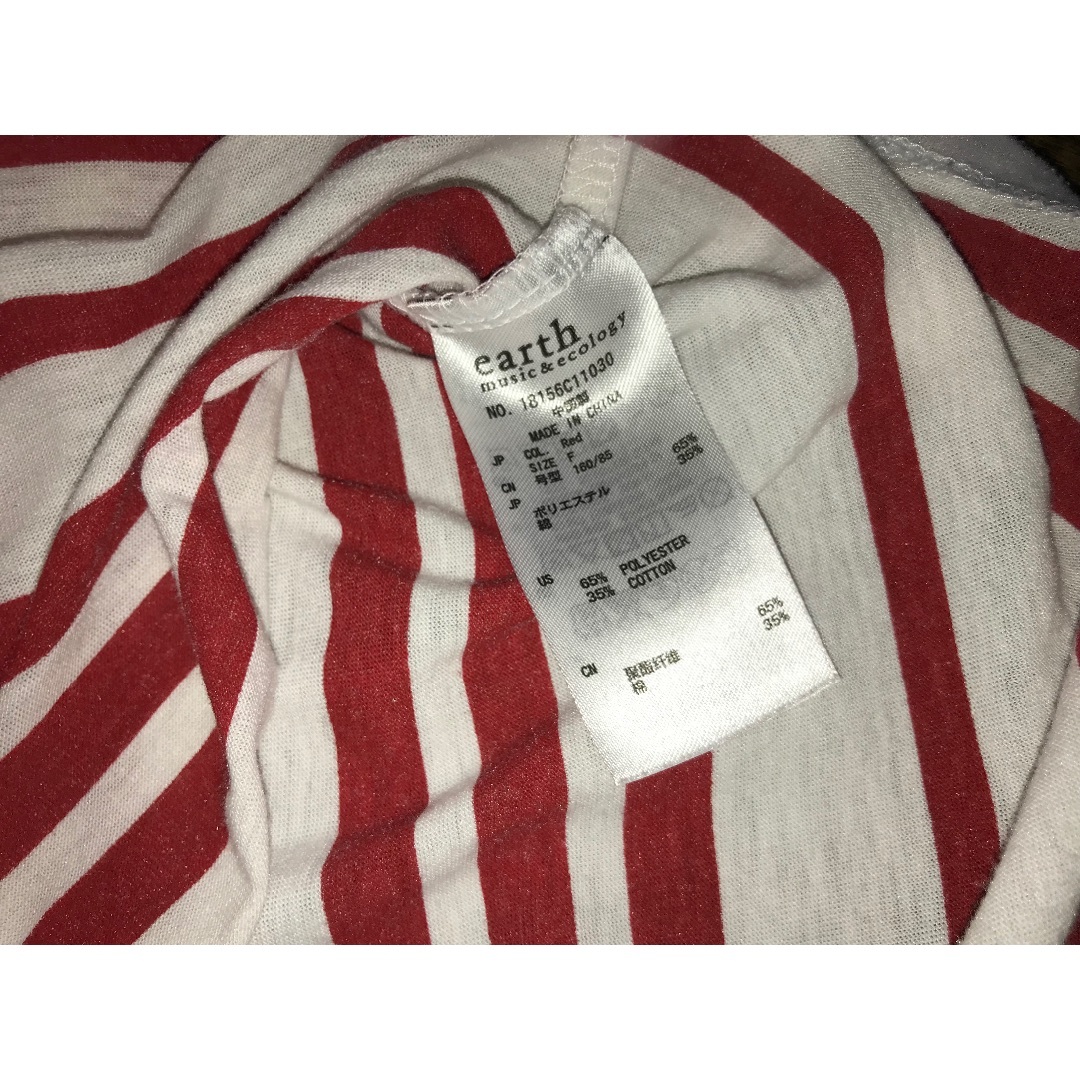 earth
music & ecology
NO. 18156C11030
中国製
MADE IN CHINA
JP COL. Red
SIZE F
CN 号型 160/85
JP ポリエステル 65%
綿 35%
US 65% POLYESTER
35% COTTON
CN 聚酯纤维 65%
棉 35%